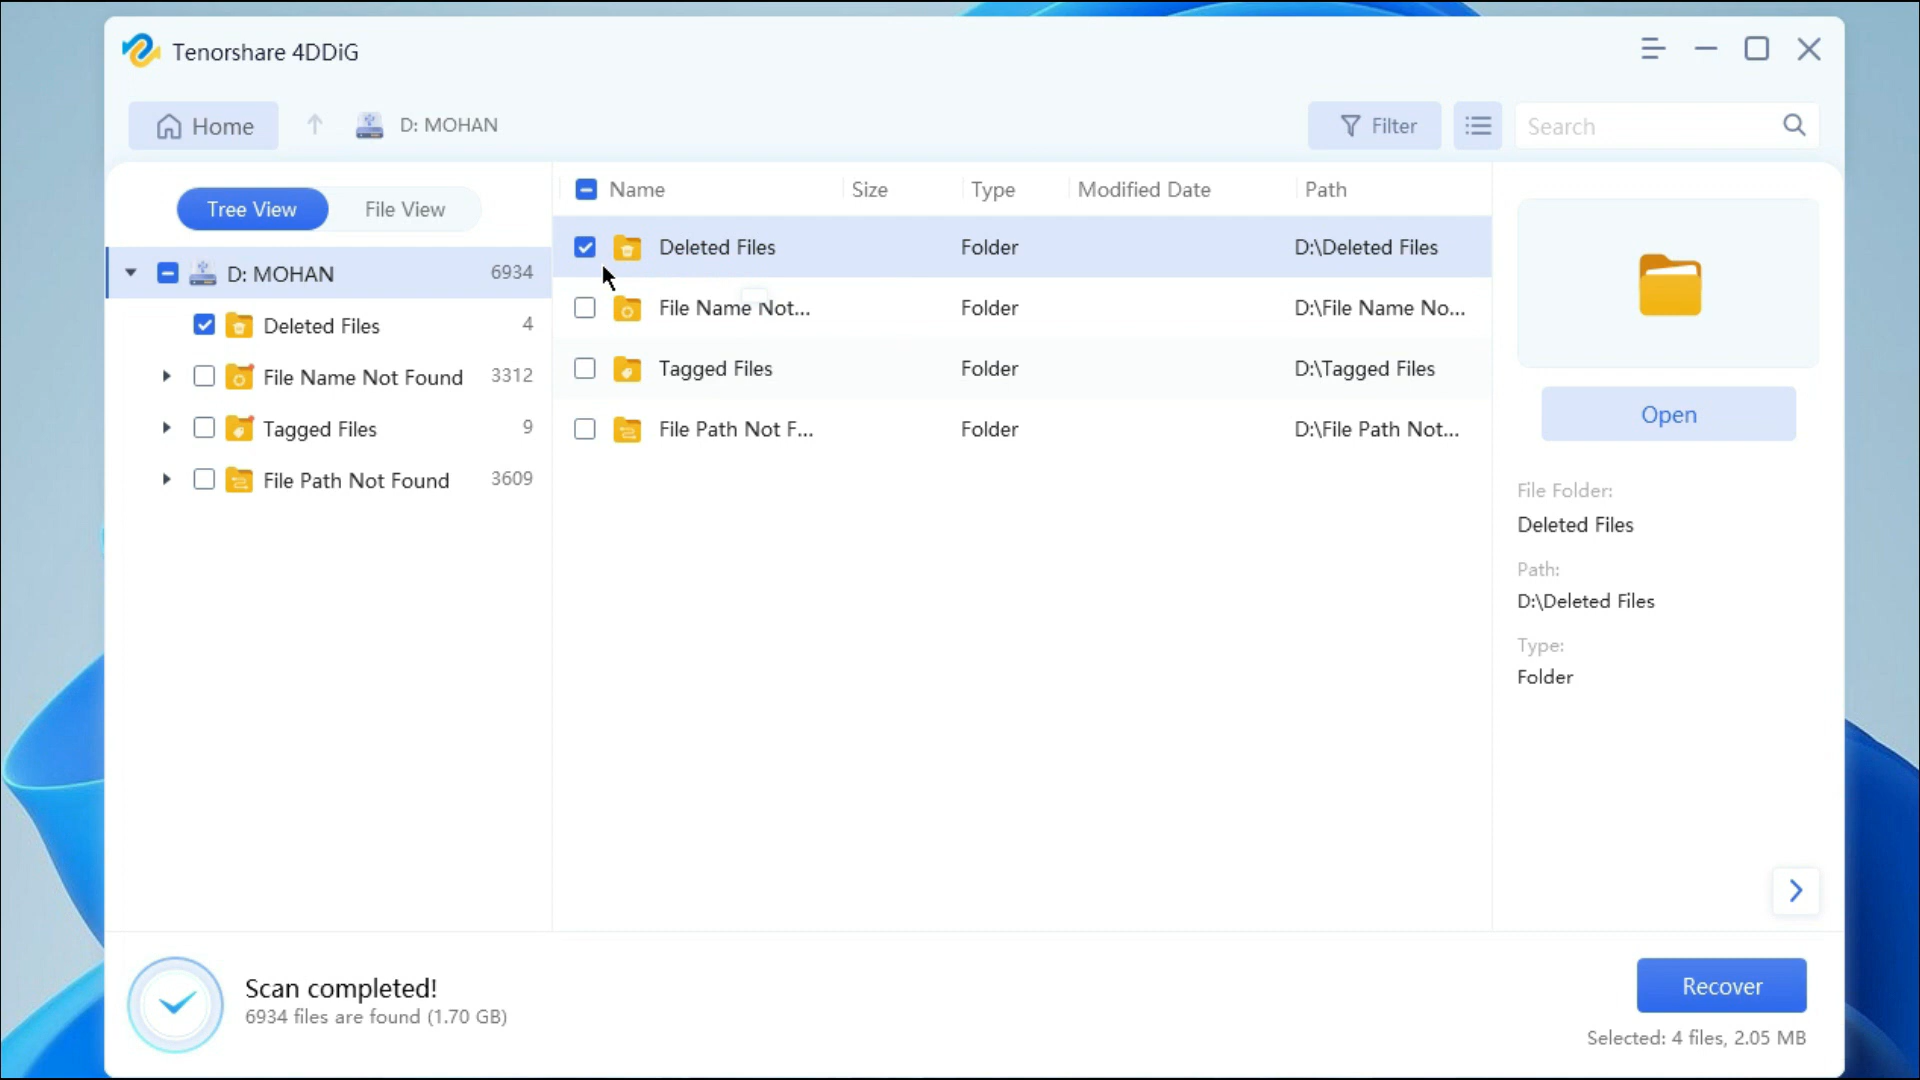 Tenorshare 4DDiG
Home
D: MOHAN
Filter
Search
Tree View
File View
D: MOHAN 6934
Deleted Files 4
File Name Not Found 3312
Tagged Files 9
File Path Not Found 3609
Name Size Type Modified Date Path
Deleted Files Folder D:\Deleted Files
File Name Not... Folder D:\File Name No...
Tagged Files Folder D:\Tagged Files
File Path Not F... Folder D:\File Path Not...
Open
File Folder:
Deleted Files
Path:
D:\Deleted Files
Type:
Folder
Scan completed!
6934 files are found (1.70 GB)
Recover
Selected: 4 files, 2.05 MB